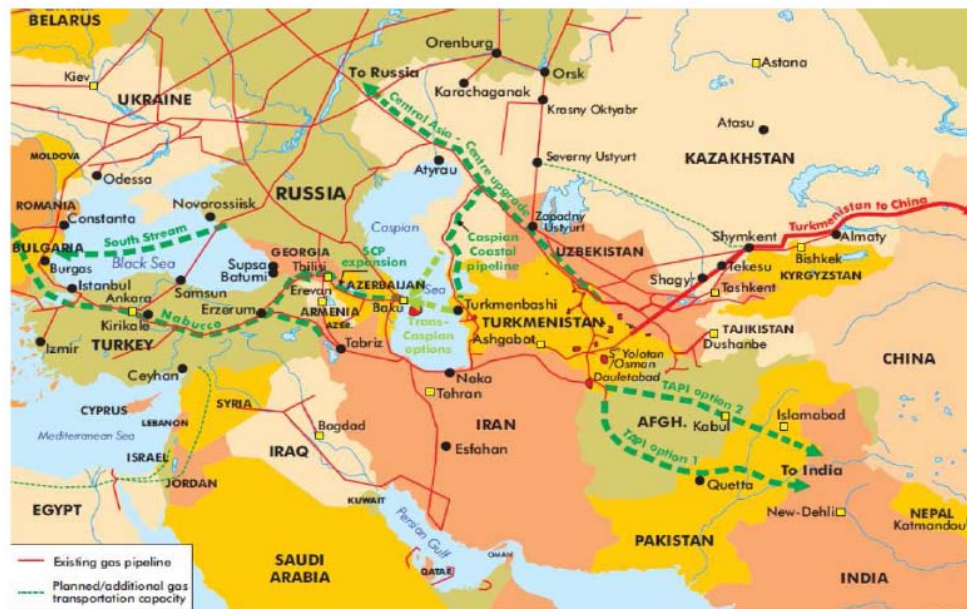 BELARUS
Kiev
UKRAINE
MOLDOVA
Odessa
ROMANIA
Constanta
BULGARIA
Burgas
South Stream
Black Sea
Novorossiisk
RUSSIA
To Russia
Orenburg
Orsk
Karachaganak
Krasny Oktyabr
Astana
Atasu
KAZAKHSTAN
Central Asia - Centre upgrade
Severny Ustyurt
Atyrau
Caspian
Sea
Zapadny
Ustyurt
UZBEKISTAN
Caspian
Coastal
pipeline
Turkmenistan to China
Shymkent
Almaty
Bishkek
KYRGYZSTAN
Tekesu
Shagy
Tashkent
TAJIKISTAN
Dushanbe
CHINA
GEORGIA
Tbilisi
SCP
expansion
Supsa
Batumi
AZERBAIJAN
Baku
Erevan
ARMENIA
AZER.
Trans-
Caspian
options
Turkmenbashi
TURKMENISTAN
Ashgabat
S. Yolotan
/Osman
Dauletabad
Istanbul
Ankara
Kirikale
Samsun
Erzerum
Nabucco
TURKEY
Izmir
Ceyhan
Tabriz
Neka
Tehran
IRAN
Esfahan
AFGH.
Kabul
TAPI option 2
TAPI option 1
Islamabad
To India
Quetta
New-Dehli
NEPAL
Katmandou
PAKISTAN
INDIA
CYPRUS
Mediterranean Sea
LEBANON
SYRIA
ISRAEL
JORDAN
IRAQ
Bagdad
EGYPT
KUWAIT
Persian Gulf
SAUDI
ARABIA
QATAR
OMAN
Existing gas pipeline
Planned/additional gas
transportation capacity